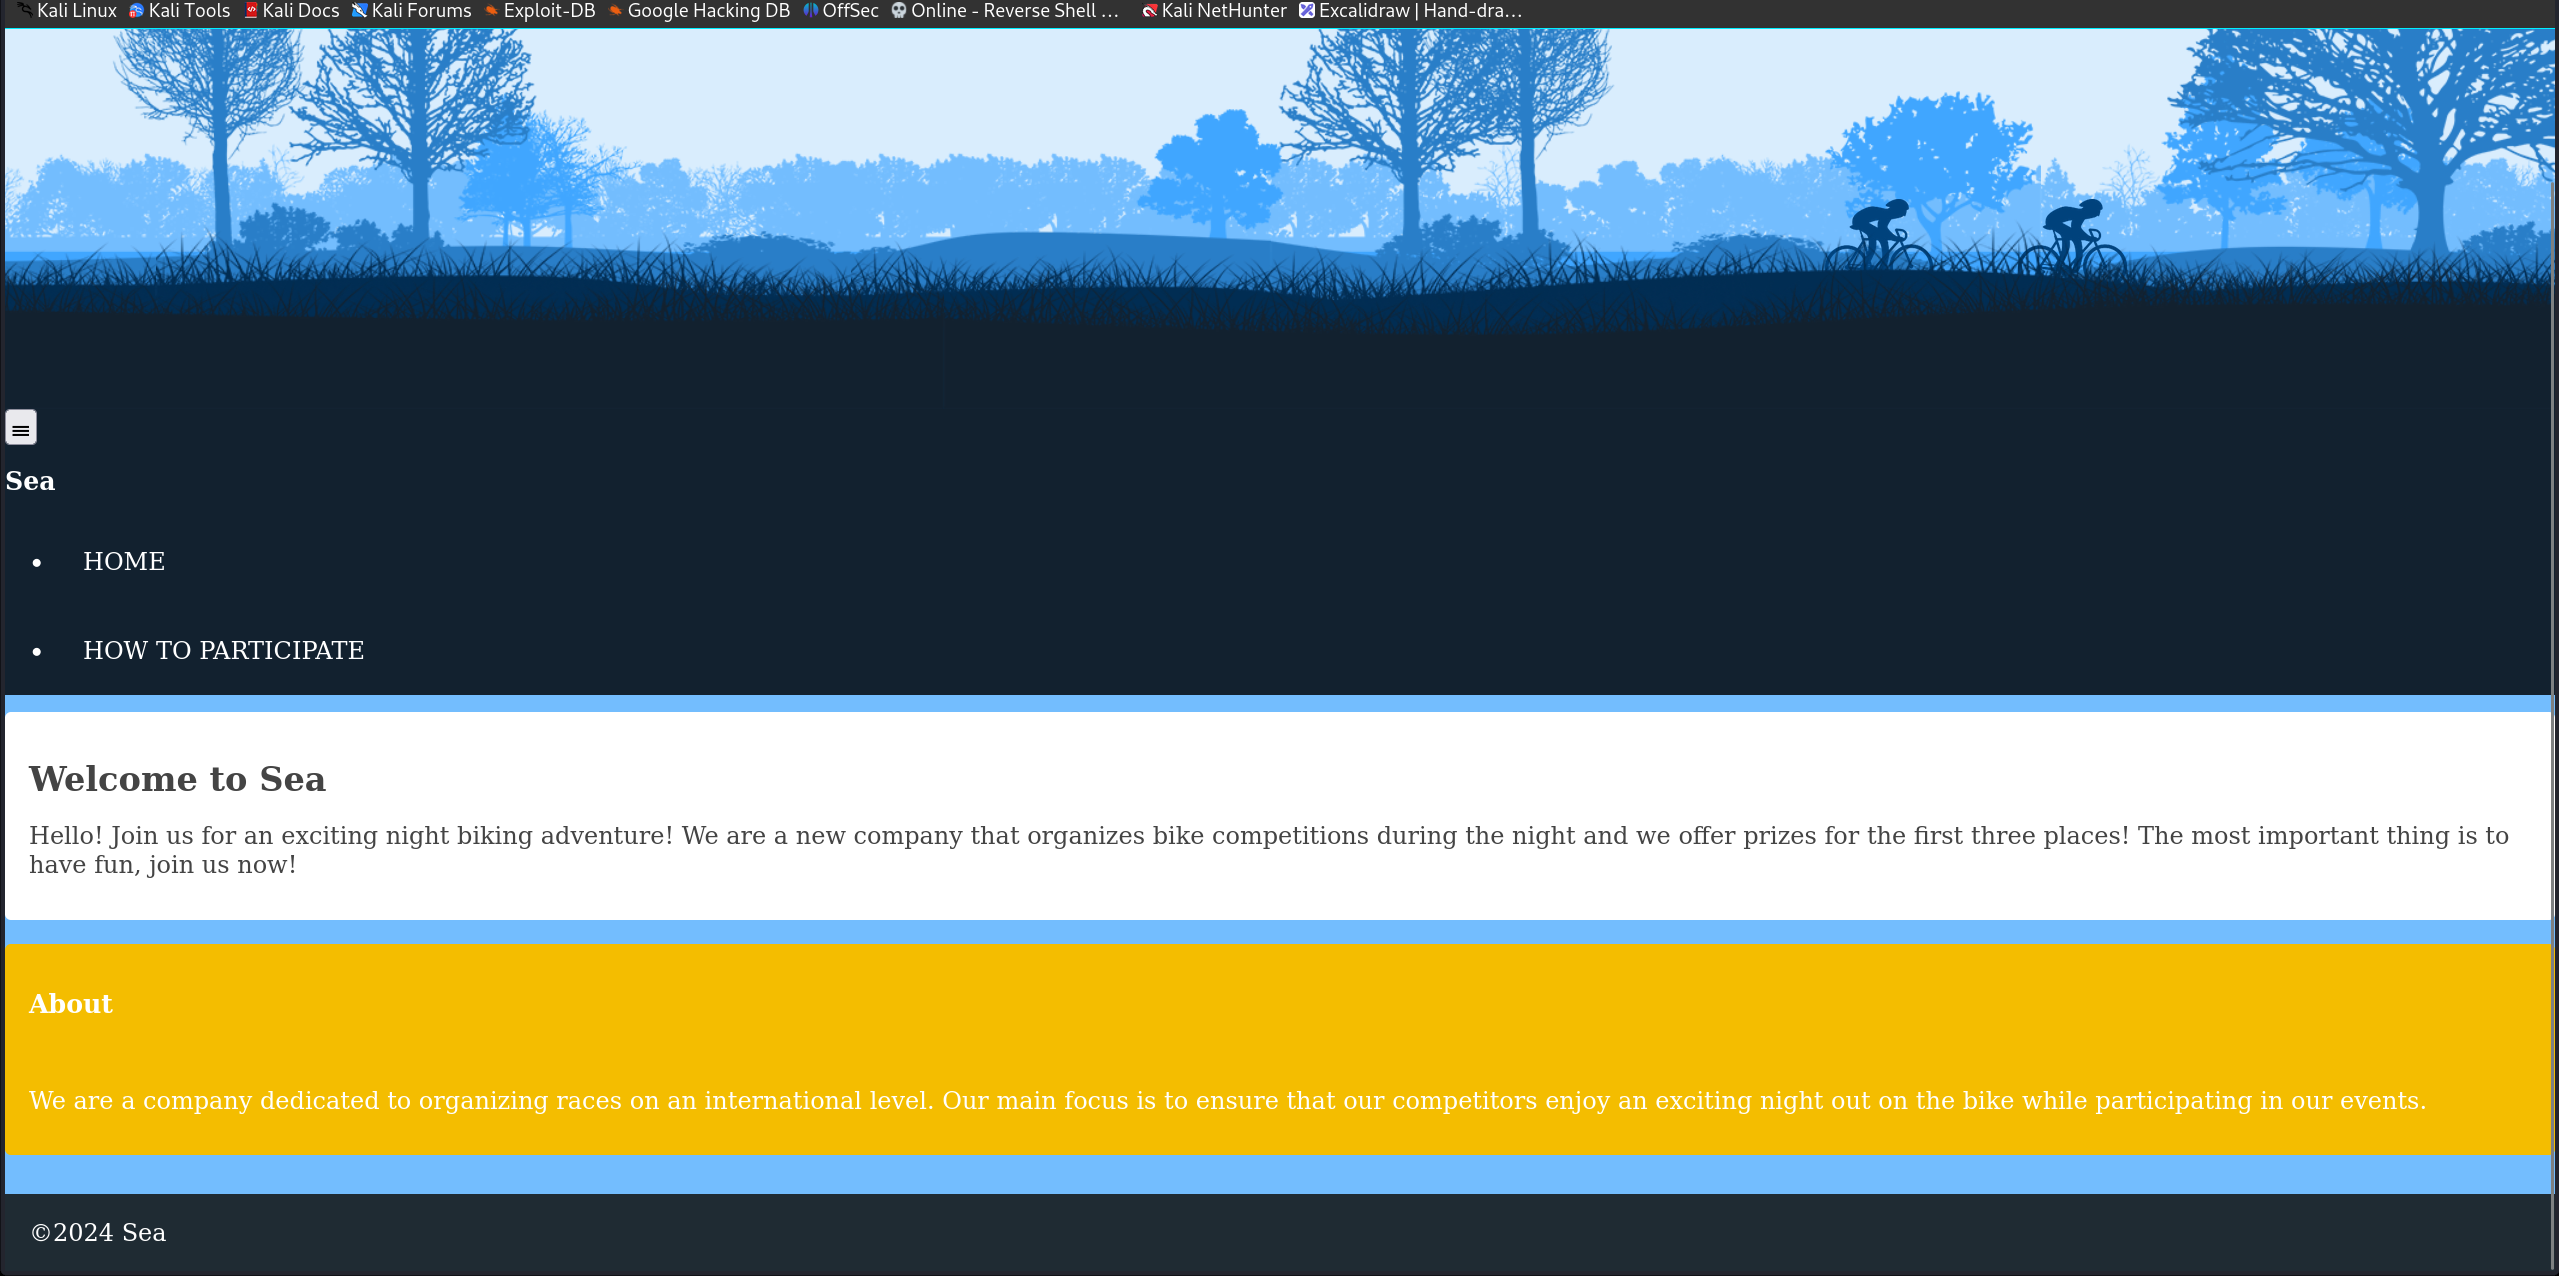 Kali Linux Kali Tools Kali Docs Kali Forums Exploit-DB Google Hacking DB OffSec Online - Reverse Shell … Kali NetHunter Excalidraw | Hand-dra…
Sea
• HOME
• HOW TO PARTICIPATE
Welcome to Sea
Hello! Join us for an exciting night biking adventure! We are a new company that organizes bike competitions during the night and we offer prizes for the first three places! The most important thing is to
have fun, join us now!
About
We are a company dedicated to organizing races on an international level. Our main focus is to ensure that our competitors enjoy an exciting night out on the bike while participating in our events.
©2024 Sea